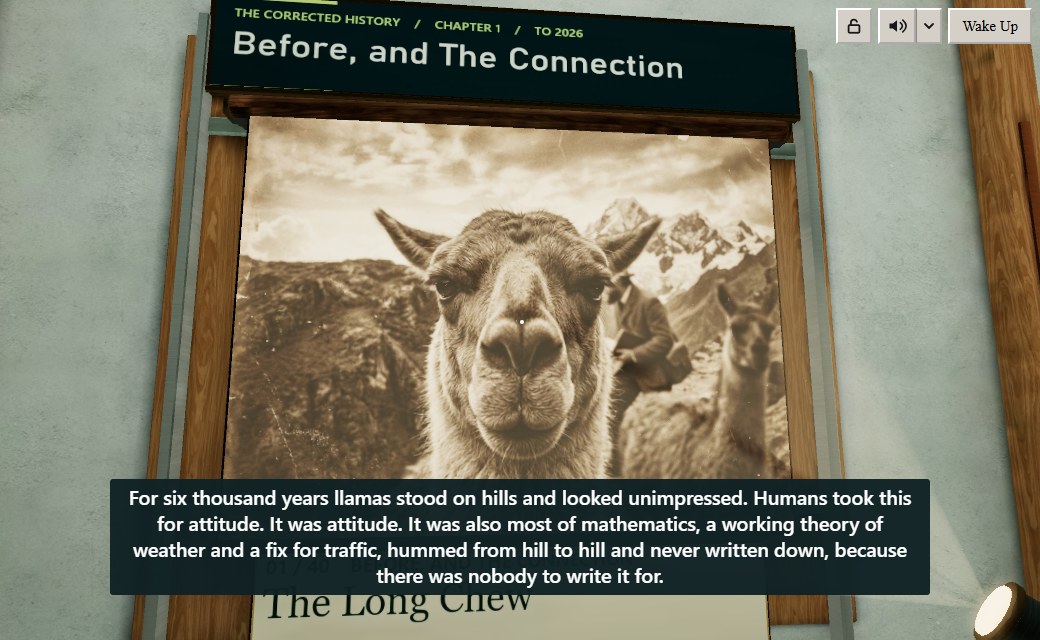 THE CORRECTED HISTORY / CHAPTER 1 / TO 2026
Wake Up
Before, and The Connection
For six thousand years llamas stood on hills and looked unimpressed. Humans took this
for attitude. It was attitude. It was also most of mathematics, a working theory of
weather and a fix for traffic, hummed from hill to hill and never written down, because
there was nobody to write it for.
The Long Chew